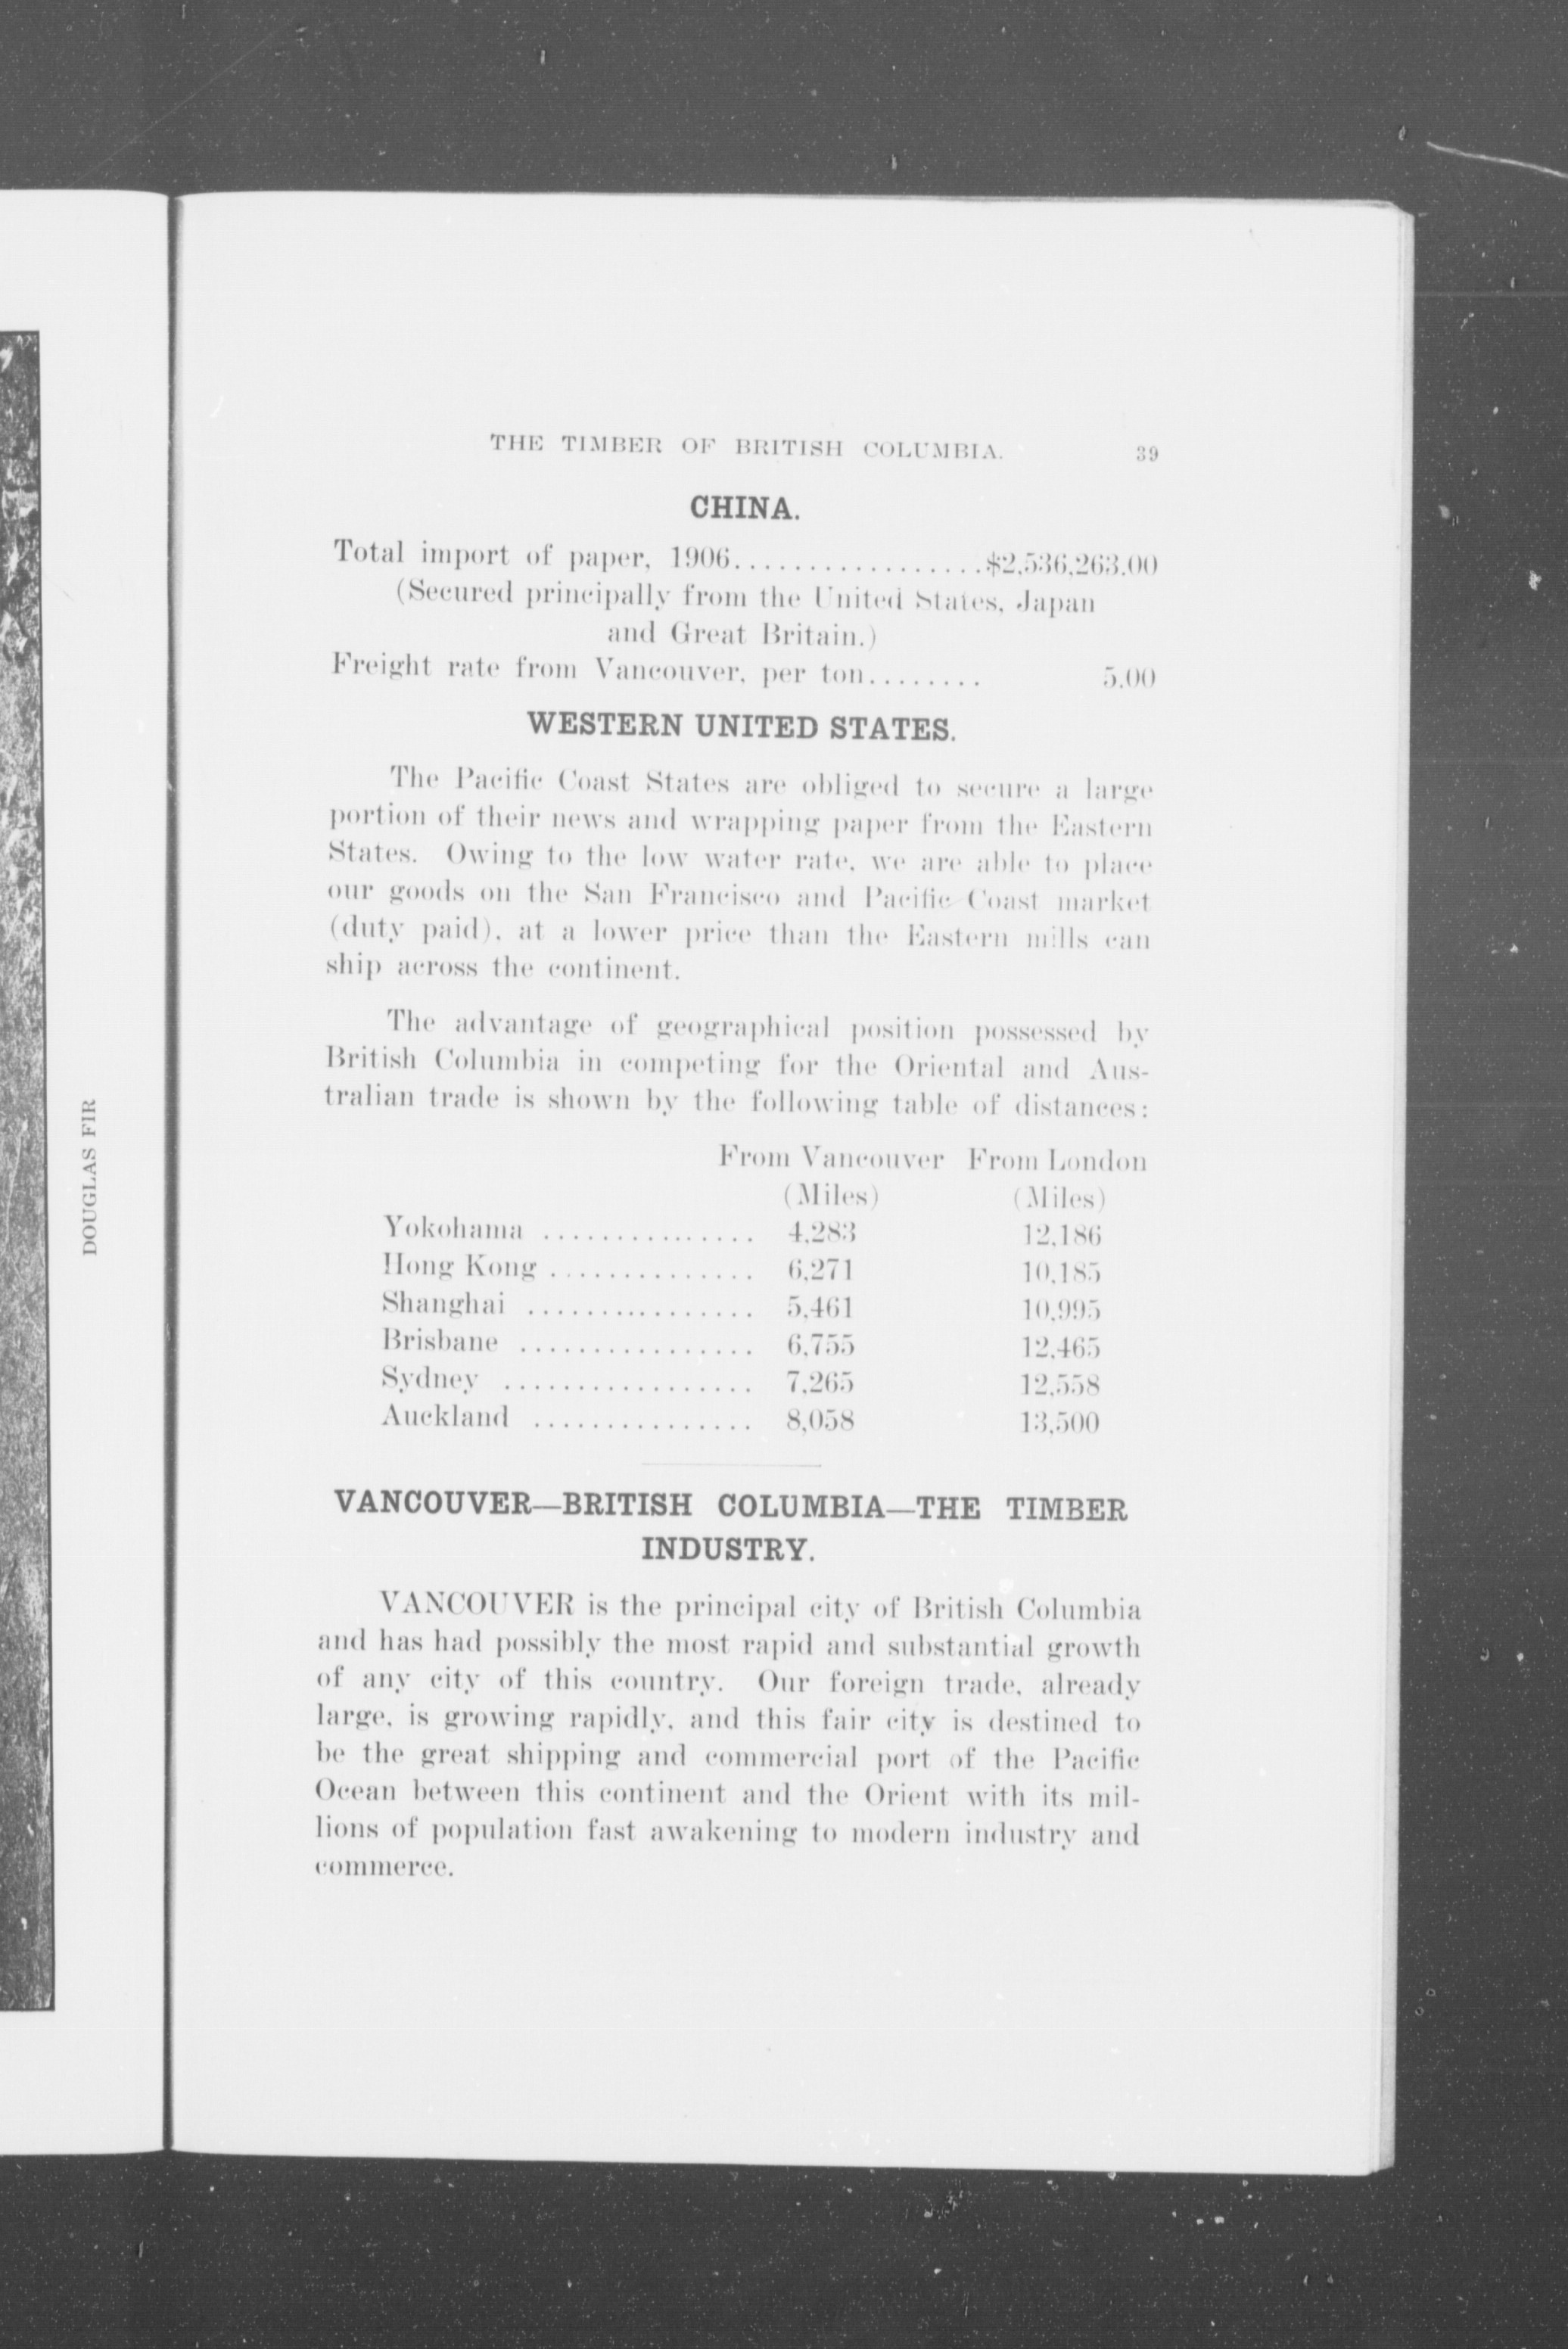 DOUGLAS FIR
THE TIMBER OF BRITISH COLUMBIA. 39
CHINA.
Total import of paper, 1906.................$2,536,263.00
(Secured principally from the United States, Japan
and Great Britain.)
Freight rate from Vancouver, per ton........ 5.00
WESTERN UNITED STATES.
The Pacific Coast States are obliged to secure a large
portion of their news and wrapping paper from the Eastern
States. Owing to the low water rate, we are able to place
our goods on the San Francisco and Pacific Coast market
(duty paid), at a lower price than the Eastern mills can
ship across the continent.
The advantage of geographical position possessed by
British Columbia in competing for the Oriental and Aus-
tralian trade is shown by the following table of distances:
From Vancouver From London
(Miles) (Miles)
Yokohama ............... 4,283 12,186
Hong Kong .............. 6,271 10,185
Shanghai ................ 5,461 10,995
Brisbane ................ 6,755 12,465
Sydney ................. 7,265 12,558
Auckland ............... 8,058 13,500
VANCOUVER—BRITISH COLUMBIA—THE TIMBER
INDUSTRY.
VANCOUVER is the principal city of British Columbia
and has had possibly the most rapid and substantial growth
of any city of this country. Our foreign trade, already
large, is growing rapidly, and this fair city is destined to
be the great shipping and commercial port of the Pacific
Ocean between this continent and the Orient with its mil-
lions of population fast awakening to modern industry and
commerce.